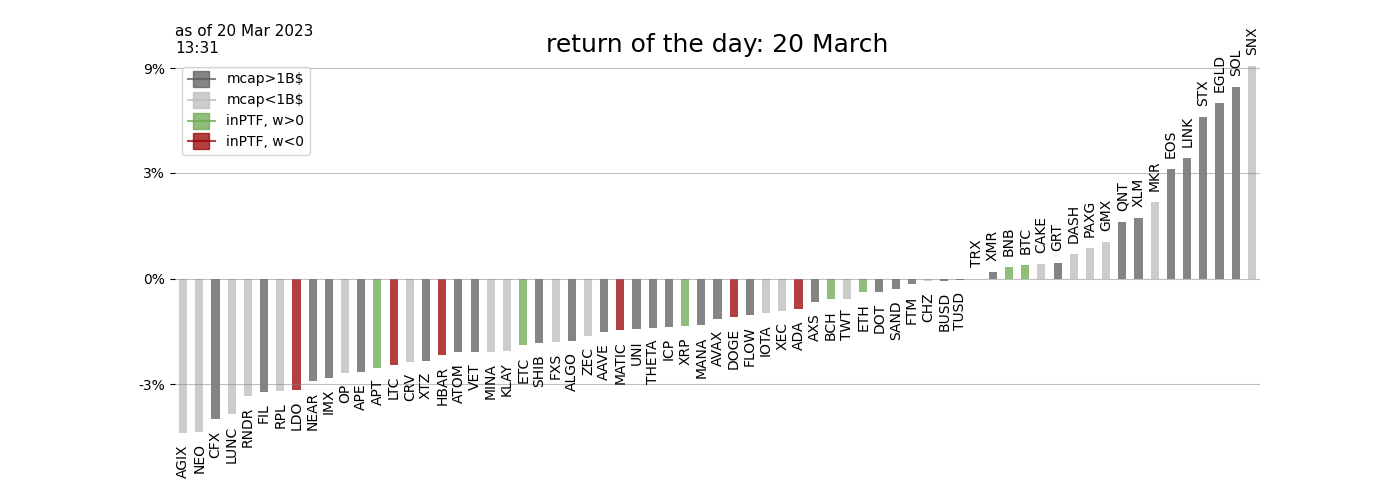 as of 20 Mar 2023
13:31
return of the day: 20 March
mcap>1B$
mcap<1B$
inPTF, w>0
inPTF, w<0
9%
3%
0%
-3%
AGIX
NEO
CFX
LUNC
RNDR
FIL
RPL
LDO
NEAR
IMX
OP
APE
APT
LTC
CRV
XTZ
HBAR
ATOM
VET
MINA
KLAY
ETC
SHIB
FXS
ALGO
ZEC
AAVE
MATIC
UNI
THETA
ICP
XRP
MANA
AVAX
DOGE
FLOW
IOTA
XEC
ADA
AXS
BCH
TWT
ETH
DOT
SAND
FTM
CHZ
BUSD
TUSD
TRX
XMR
BNB
BTC
CAKE
GRT
DASH
PAXG
GMX
QNT
XLM
MKR
EOS
LINK
STX
EGLD
SOL
SNX